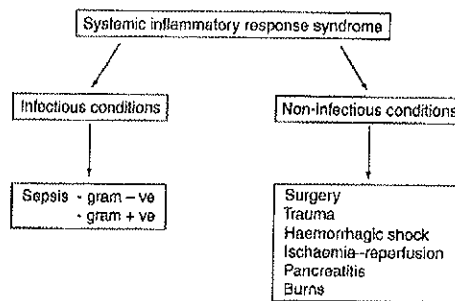 Systemic inflammatory response syndrome
Infectious conditions
Non-infectious conditions
Sepsis - gram – ve
- gram + ve
Surgery
Trauma
Haemorrhagic shock
Ischaemia–reperfusion
Pancreatitis
Burns